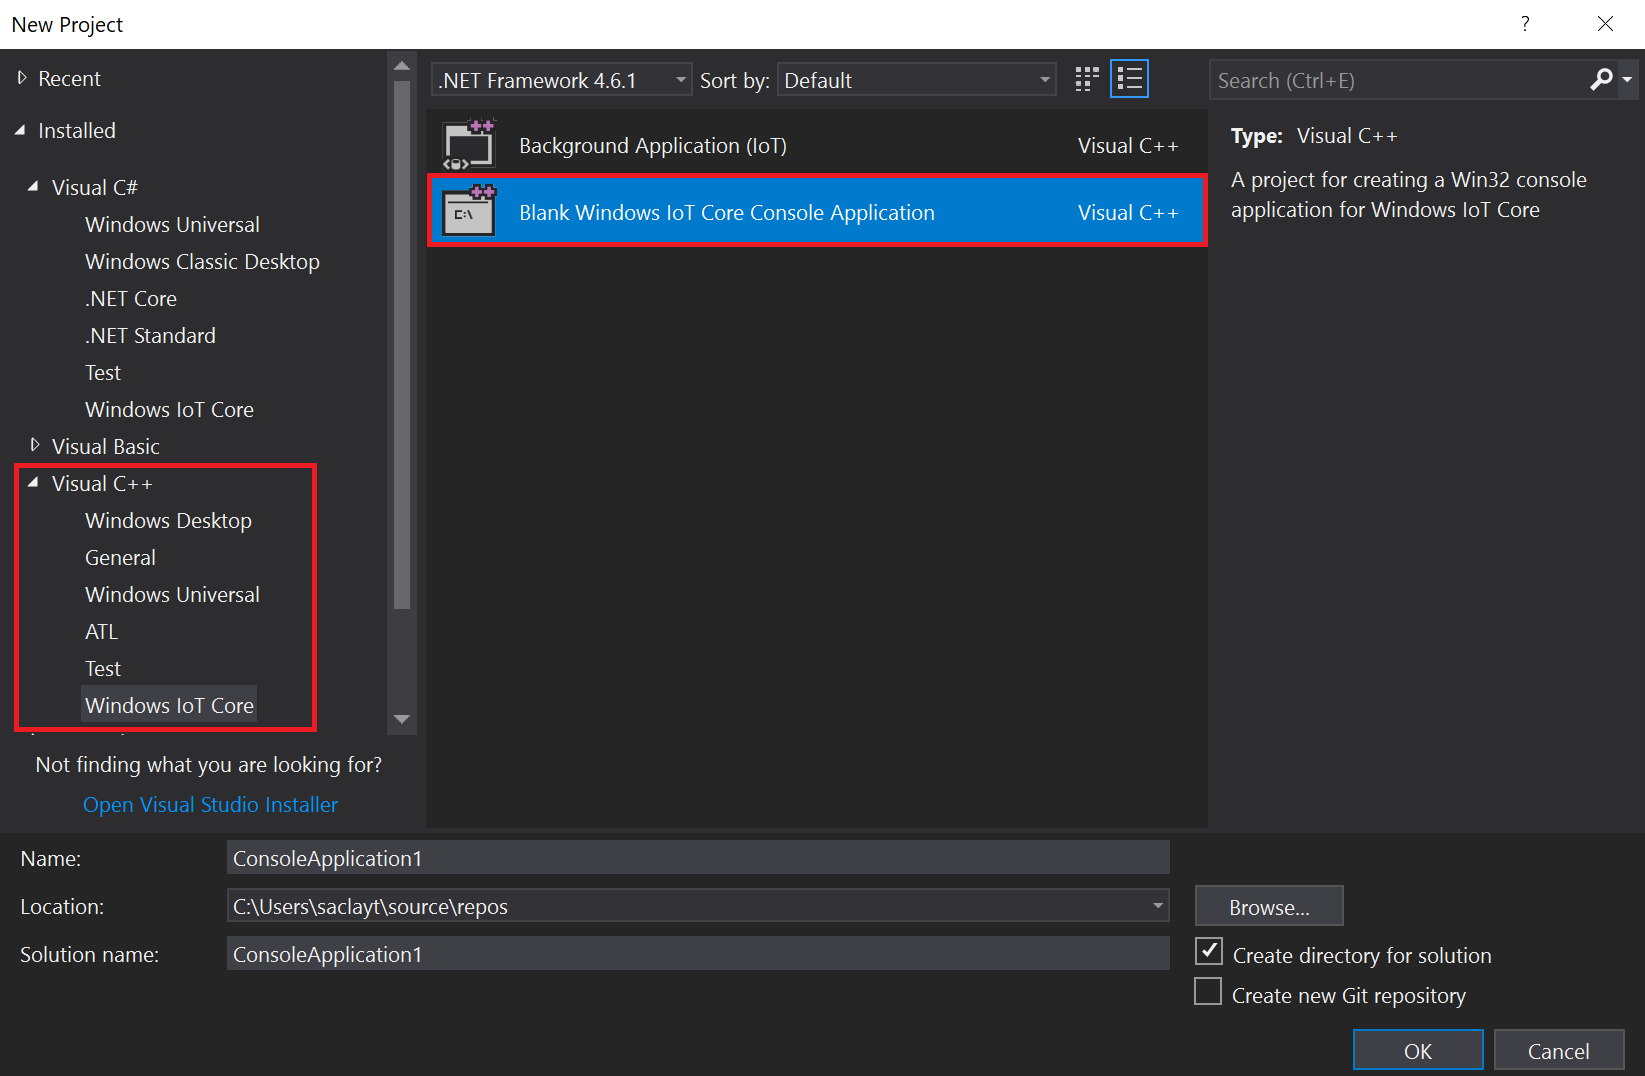 New Project
?
Recent
Installed
Visual C#
Windows Universal
Windows Classic Desktop
.NET Core
.NET Standard
Test
Windows IoT Core
Visual Basic
Visual C++
Windows Desktop
General
Windows Universal
ATL
Test
Windows IoT Core
Not finding what you are looking for?
Open Visual Studio Installer
.NET Framework 4.6.1
Sort by: Default
Background Application (IoT) Visual C++
C:\
Blank Windows IoT Core Console Application Visual C++
Search (Ctrl+E)
Type: Visual C++
A project for creating a Win32 console
application for Windows IoT Core
Name: ConsoleApplication1
Location: C:\Users\saclayt\source\repos
Browse...
Solution name: ConsoleApplication1
Create directory for solution
Create new Git repository
OK
Cancel